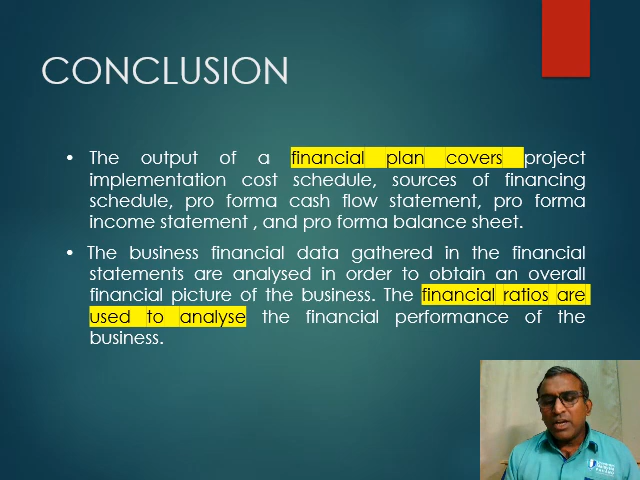 CONCLUSION
• The output of a financial plan covers project
implementation cost schedule, sources of financing
schedule, pro forma cash flow statement, pro forma
income statement , and pro forma balance sheet.
• The business financial data gathered in the financial
statements are analysed in order to obtain an overall
financial picture of the business. The financial ratios are
used to analyse the financial performance of the
business.